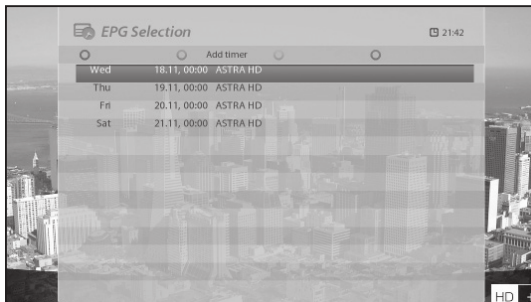 EPG Selection 21:42
Add timer
Wed 18.11, 00:00 ASTRA HD
Thu 19.11, 00:00 ASTRA HD
Fri 20.11, 00:00 ASTRA HD
Sat 21.11, 00:00 ASTRA HD
HD